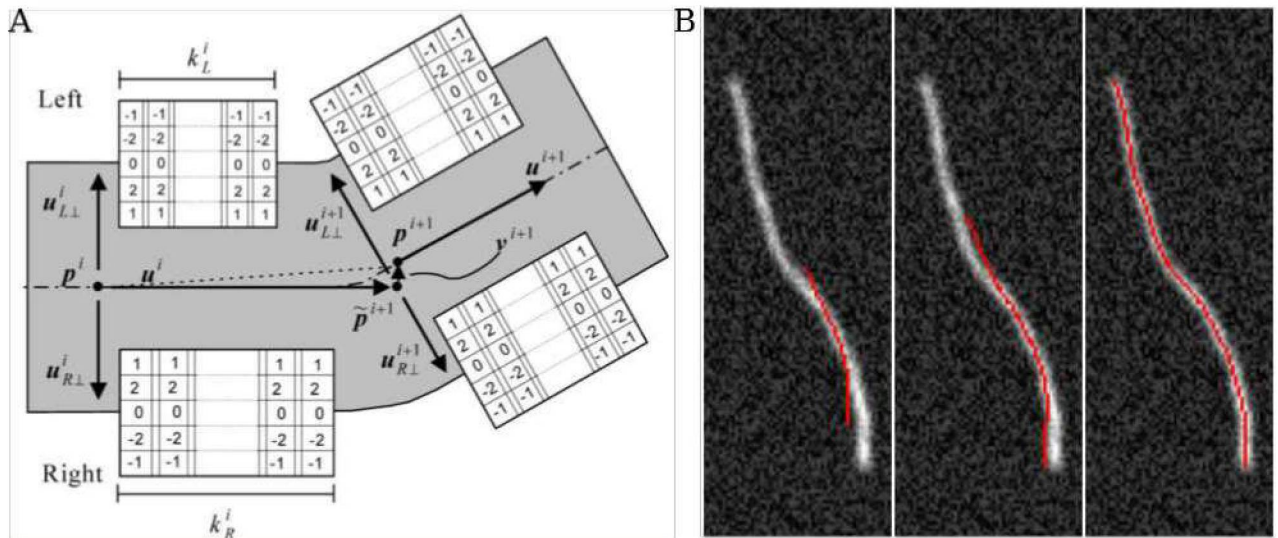 A
B
k_L^i
Left
-1 -1 -1 -1
-2 -2 -2 -2
0 0 0 0
2 2 2 2
1 1 1 1
-1 -1 -1 -1
-2 -2 -2 -2
0 0 0 0
2 2 2 2
1 1 1 1
u_{L⊥}^i
u_{L⊥}^{i+1}
u^{i+1}
p^{i+1}
v^{i+1}
p^i
u^i
p̃^{i+1}
u_{R⊥}^i
u_{R⊥}^{i+1}
1 1 1 1
2 2 2 2
0 0 0 0
-2 -2 -2 -2
-1 -1 -1 -1
1 1 1 1
2 2 2 2
0 0 0 0
-2 -2 -2 -2
-1 -1 -1 -1
Right
k_R^i